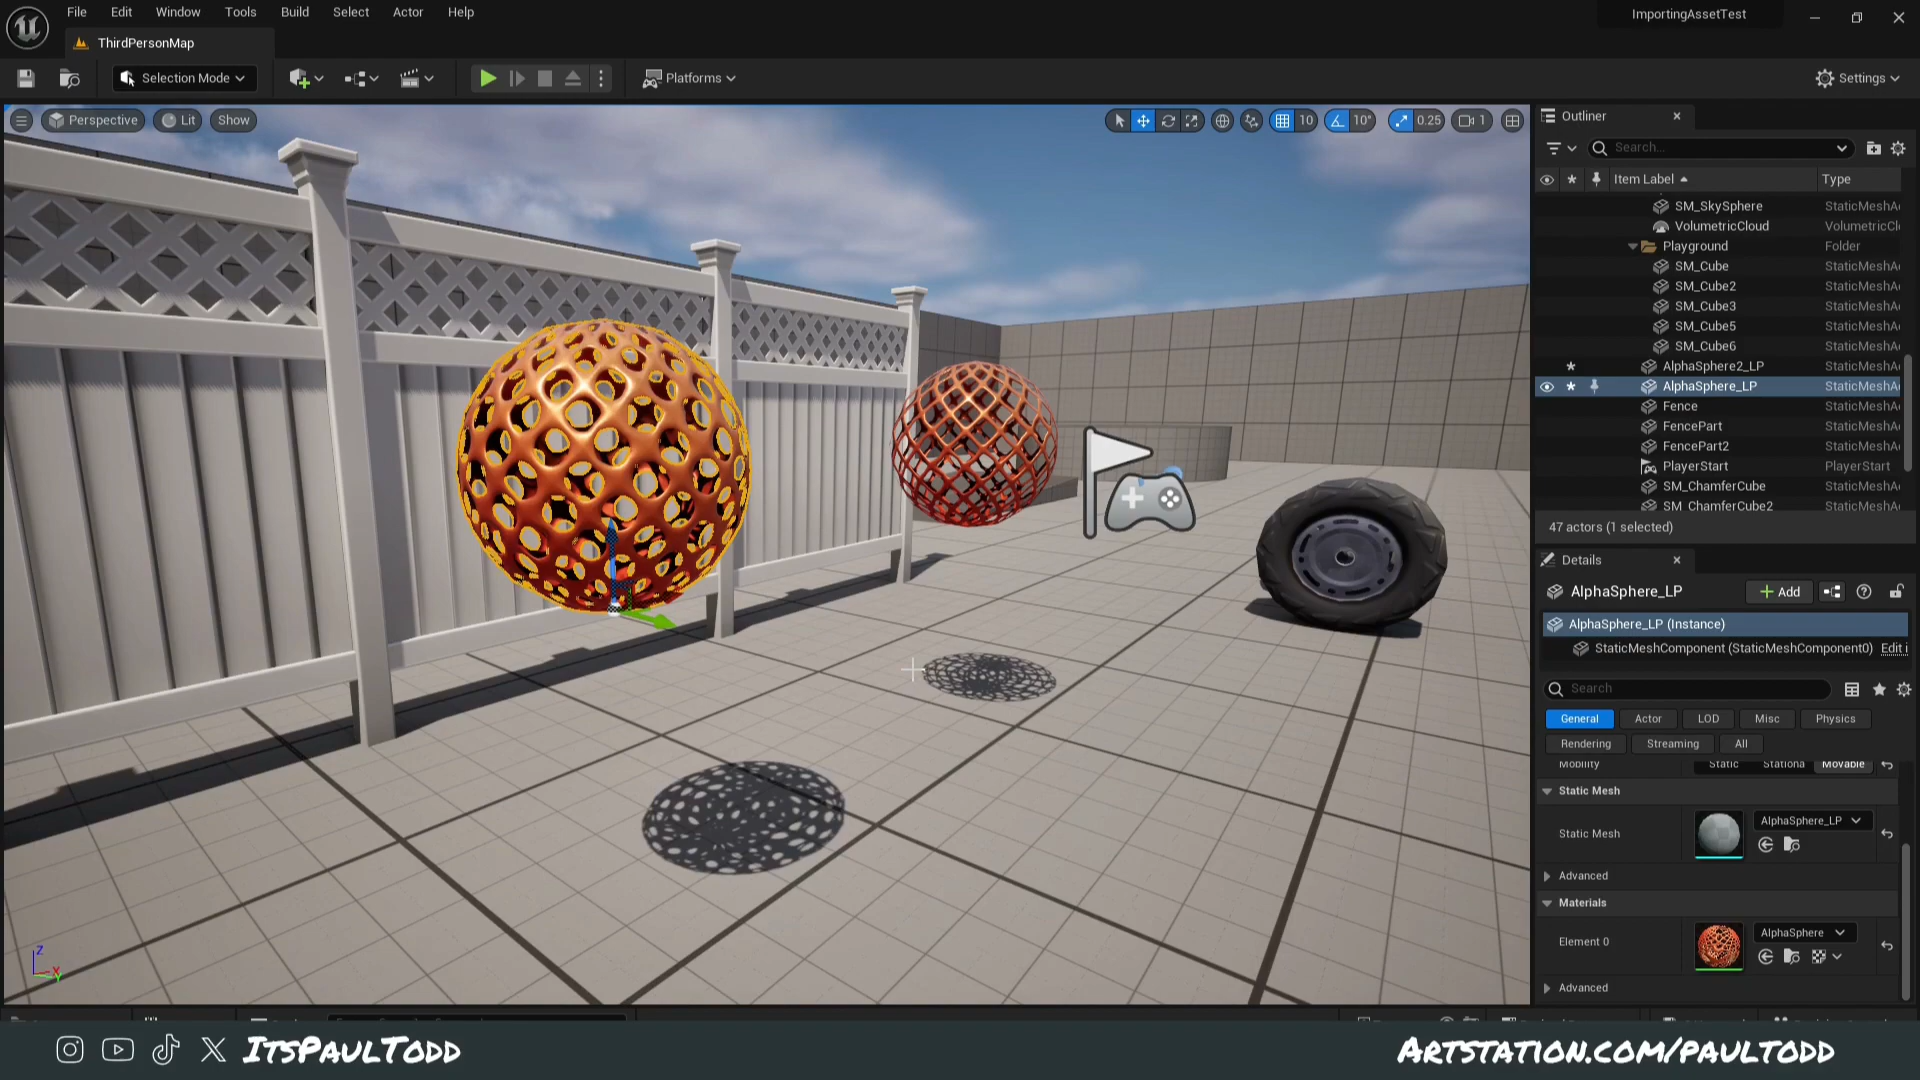 File Edit Window Tools Build Select Actor Help
ImportingAssetTest
ThirdPersonMap
Selection Mode
Platforms
Settings
Perspective Lit Show
10 10° 0.25 1
Outliner
Search...
Item Label Type
SM_SkySphere StaticMeshA
VolumetricCloud VolumetricCl
Playground Folder
SM_Cube StaticMeshA
SM_Cube2 StaticMeshA
SM_Cube3 StaticMeshA
SM_Cube5 StaticMeshA
SM_Cube6 StaticMeshA
AlphaSphere2_LP StaticMeshA
AlphaSphere_LP StaticMeshA
Fence StaticMeshA
FencePart StaticMeshA
FencePart2 StaticMeshA
PlayerStart PlayerStart
SM_ChamferCube StaticMeshA
SM_ChamferCube2 StaticMeshA
47 actors (1 selected)
Details
AlphaSphere_LP
Add
AlphaSphere_LP (Instance)
StaticMeshComponent (StaticMeshComponent0) Edit i
Search
General Actor LOD Misc Physics
Rendering Streaming All
Mobility Static Stationa Movable
Static Mesh
Static Mesh AlphaSphere_LP
Advanced
Materials
Element 0 AlphaSphere
Advanced
Z
X
Y
ItsPaulTodd
Artstation.com/paultodd